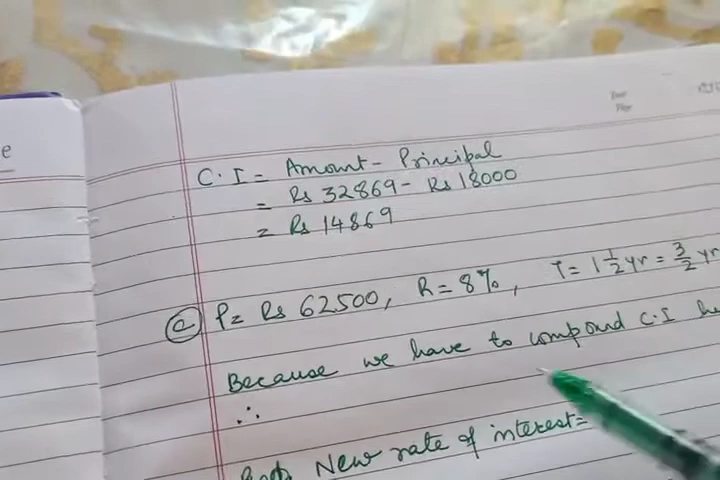 e
C.I = Amount - Principal
= Rs 32869 - Rs 18000
= Rs 14869
(e) P = Rs 62500, R = 8%, T = 1 1/2 yr = 3/2 yr
Because we have to compound C.I
∴
New rate of interest =